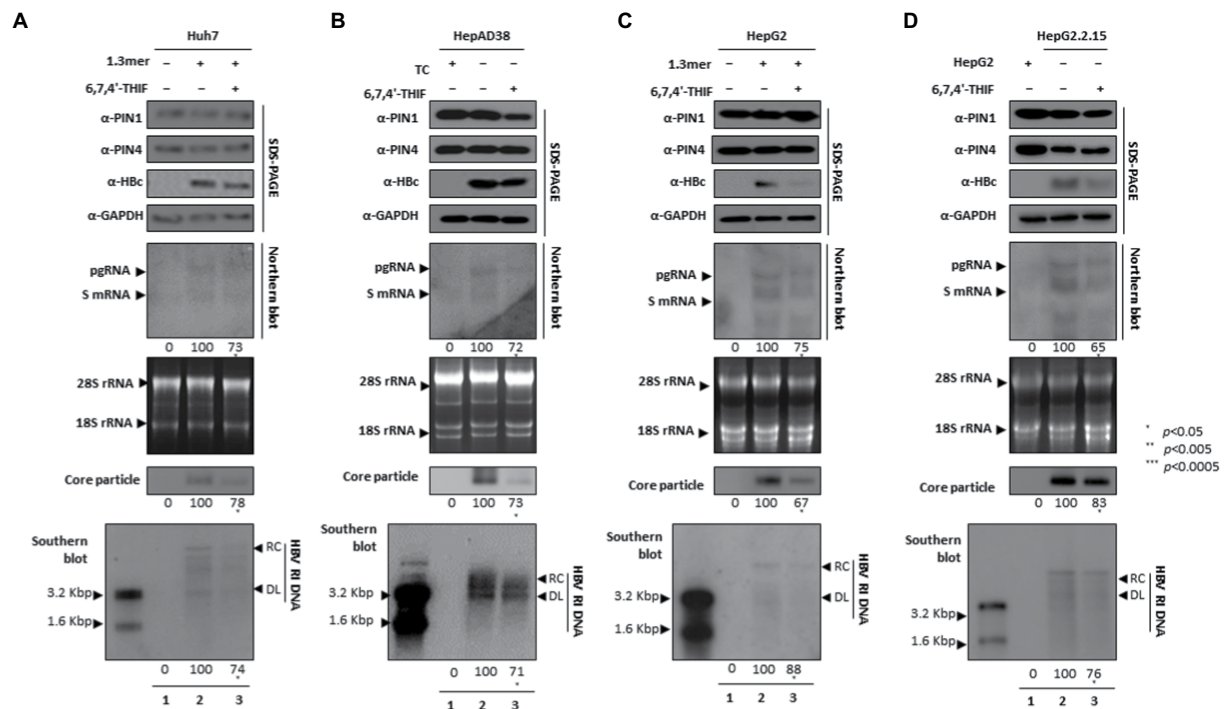 A
Huh7
1.3mer – + +
6,7,4'-THIF – – +
α-PIN1
α-PIN4
α-HBc
α-GAPDH
SDS-PAGE
pgRNA
S mRNA
Northern blot
0 100 73
*
28S rRNA
18S rRNA
Core particle
0 100 78
*
Southern
blot
3.2 Kbp
1.6 Kbp
RC
DL
HBV RI DNA
0 100 74
*
1 2 3
B
HepAD38
TC + – –
6,7,4'-THIF – – +
α-PIN1
α-PIN4
α-HBc
α-GAPDH
SDS-PAGE
pgRNA
S mRNA
Northern blot
0 100 72
*
28S rRNA
18S rRNA
Core particle
0 100 73
*
Southern
blot
3.2 Kbp
1.6 Kbp
RC
DL
HBV RI DNA
0 100 71
*
1 2 3
C
HepG2
1.3mer – + +
6,7,4'-THIF – – +
α-PIN1
α-PIN4
α-HBc
α-GAPDH
SDS-PAGE
pgRNA
S mRNA
Northern blot
0 100 75
*
28S rRNA
18S rRNA
Core particle
0 100 67
*
Southern
blot
3.2 Kbp
1.6 Kbp
RC
DL
HBV RI DNA
0 100 88
*
1 2 3
D
HepG2.2.15
HepG2 + – –
6,7,4'-THIF – – +
α-PIN1
α-PIN4
α-HBc
α-GAPDH
SDS-PAGE
pgRNA
S mRNA
Northern blot
0 100 65
*
28S rRNA
18S rRNA
Core particle
0 100 83
*
Southern
blot
3.2 Kbp
1.6 Kbp
RC
DL
HBV RI DNA
0 100 76
*
1 2 3
* p<0.05
** p<0.005
*** p<0.0005